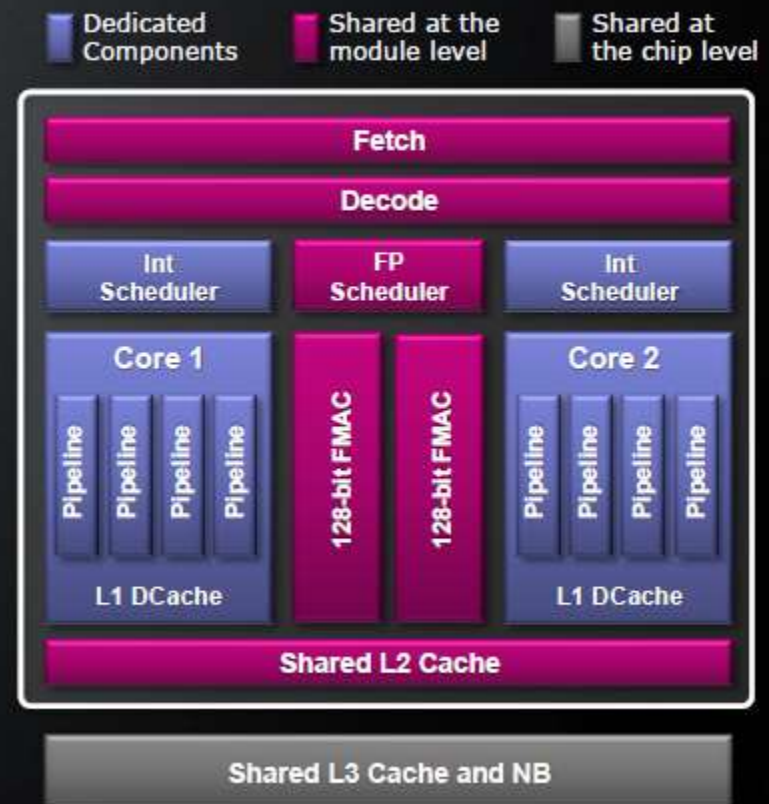 Dedicated
Components
Shared at the
module level
Shared at
the chip level
Fetch
Decode
Int
Scheduler
FP
Scheduler
Int
Scheduler
Core 1
Pipeline
Pipeline
Pipeline
Pipeline
L1 DCache
128-bit FMAC
128-bit FMAC
Core 2
Pipeline
Pipeline
Pipeline
Pipeline
L1 DCache
Shared L2 Cache
Shared L3 Cache and NB